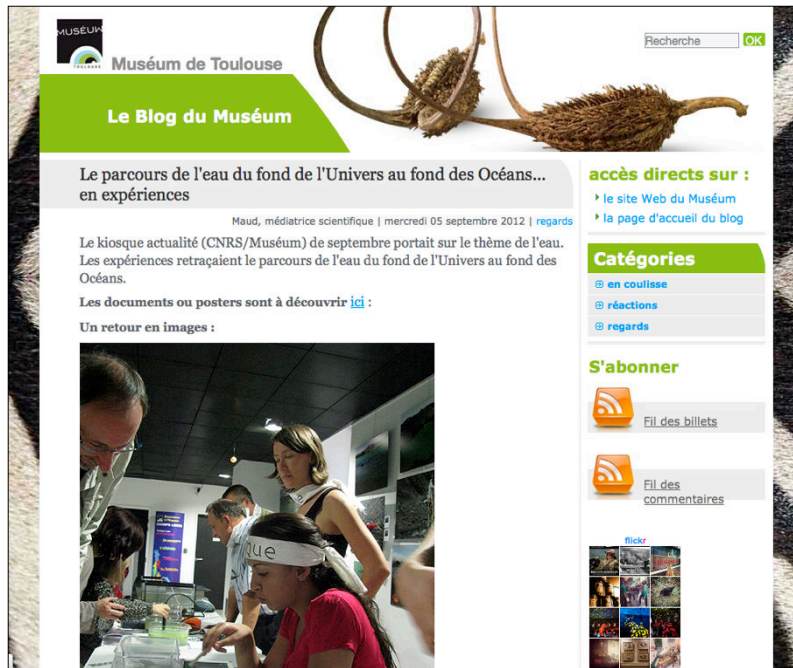 MUSÉUM
TOULOUSE
Muséum de Toulouse
Recherche
OK
Le Blog du Muséum
Le parcours de l'eau du fond de l'Univers au fond des Océans...
en expériences
Maud, médiatrice scientifique | mercredi 05 septembre 2012 | regards
Le kiosque actualité (CNRS/Muséum) de septembre portait sur le thème de l'eau.
Les expériences retraçaient le parcours de l'eau du fond de l'Univers au fond des
Océans.
Les documents ou posters sont à découvrir ici :
Un retour en images :
que
accès directs sur :
le site Web du Muséum
la page d'accueil du blog
Catégories
en coulisse
réactions
regards
S'abonner
Fil des billets
Fil des
commentaires
flickr